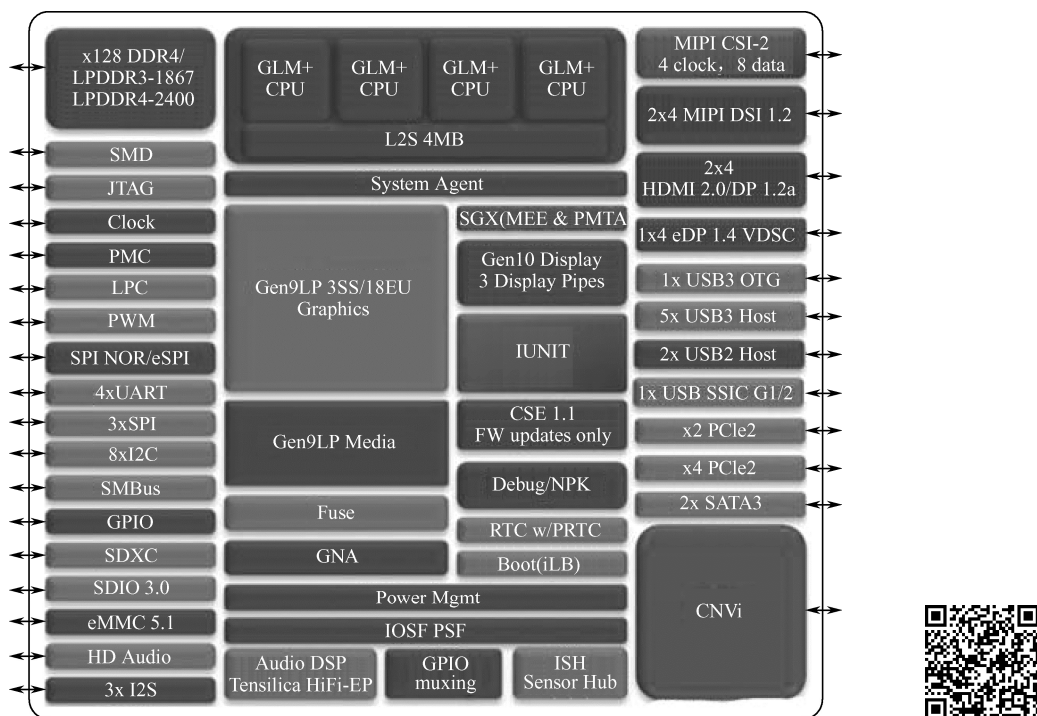 x128 DDR4/
LPDDR3-1867
LPDDR4-2400
SMD
JTAG
Clock
PMC
LPC
PWM
SPI NOR/eSPI
4xUART
3xSPI
8xI2C
SMBus
GPIO
SDXC
SDIO 3.0
eMMC 5.1
HD Audio
3x I2S
GLM+
CPU
GLM+
CPU
GLM+
CPU
GLM+
CPU
L2S 4MB
System Agent
Gen9LP 3SS/18EU
Graphics
Gen9LP Media
Fuse
GNA
SGX(MEE & PMTA
Gen10 Display
3 Display Pipes
IUNIT
CSE 1.1
FW updates only
Debug/NPK
RTC w/PRTC
Boot(iLB)
Power Mgmt
IOSF PSF
Audio DSP
Tensilica HiFi-EP
GPIO
muxing
ISH
Sensor Hub
MIPI CSI-2
4 clock，8 data
2x4 MIPI DSI 1.2
2x4
HDMI 2.0/DP 1.2a
1x4 eDP 1.4 VDSC
1x USB3 OTG
5x USB3 Host
2x USB2 Host
1x USB SSIC G1/2
x2 PCle2
x4 PCle2
2x SATA3
CNVi